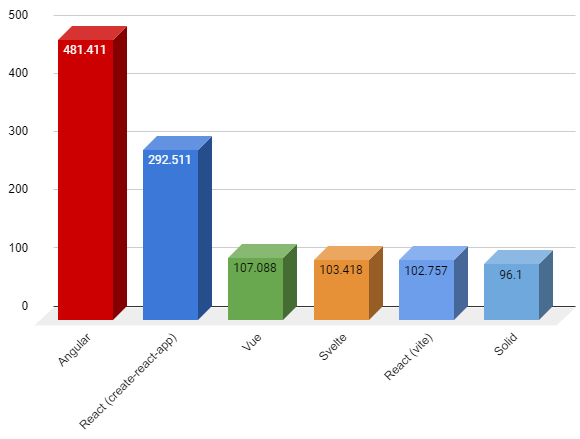 500
400
300
200
100
0
481.411
292.511
107.088
103.418
102.757
96.1
Angular
React (create-react-app)
Vue
Svelte
React (vite)
Solid